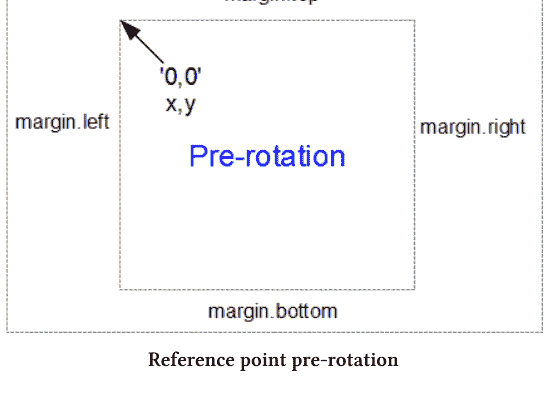 '0,0'
x,y
margin.left
margin.right
Pre-rotation
margin.bottom
Reference point pre-rotation